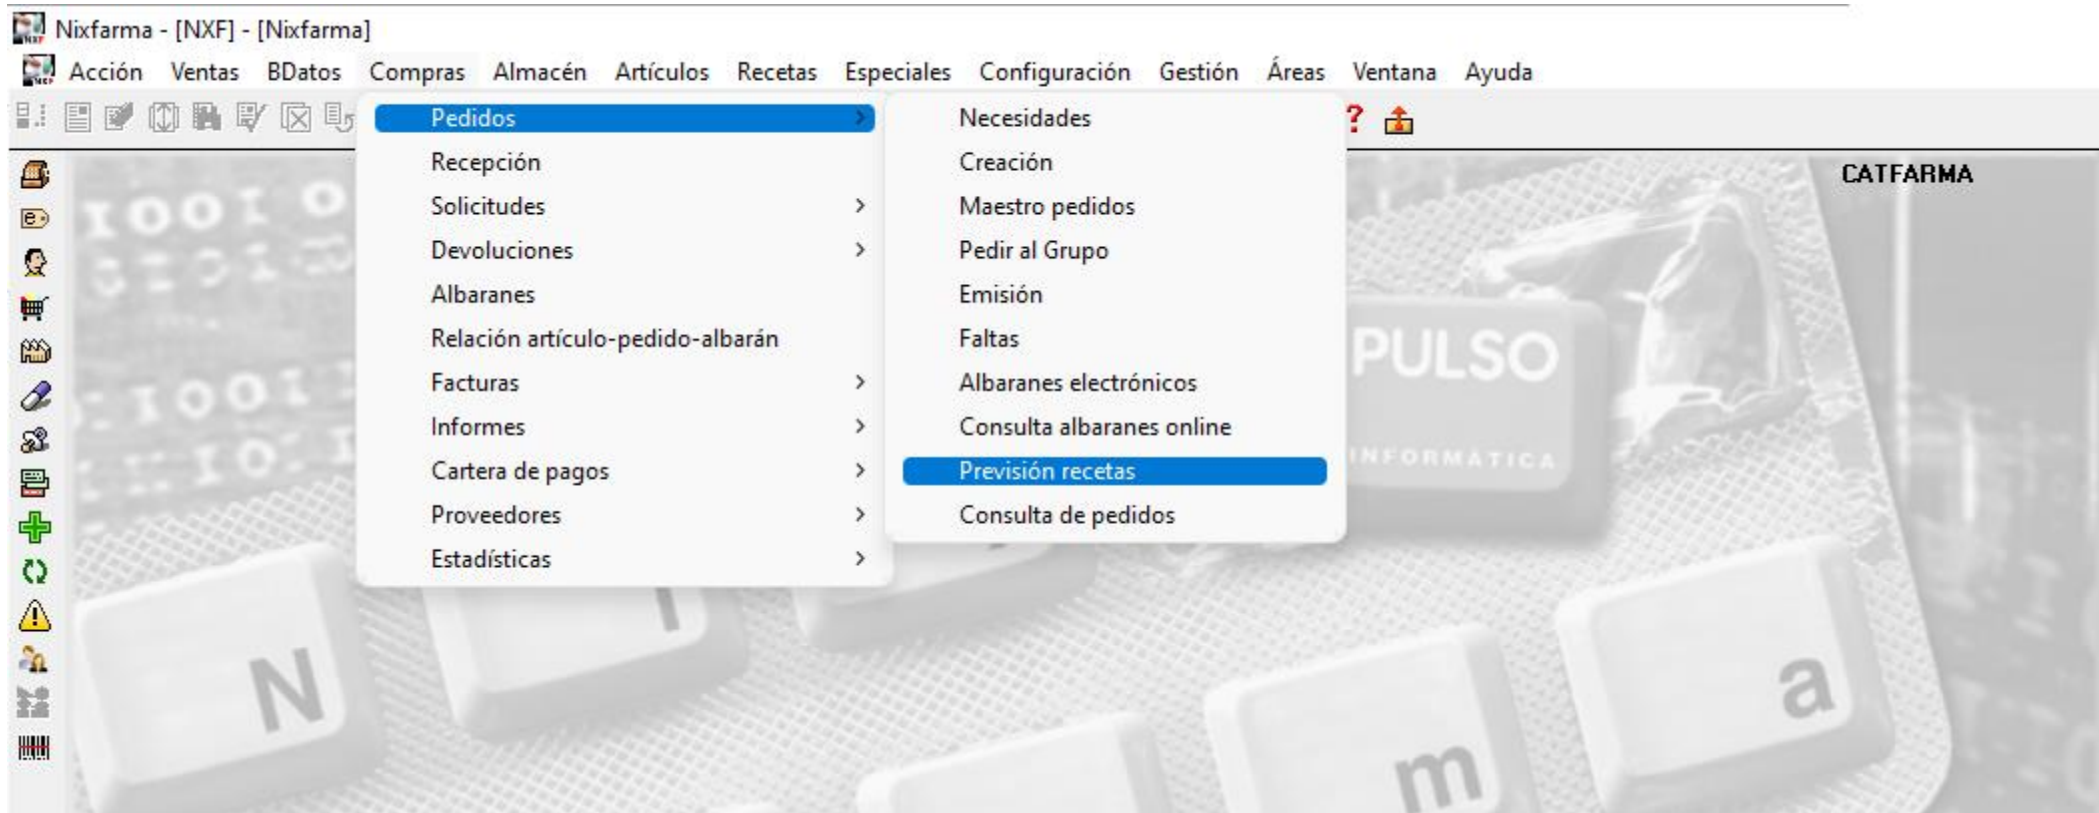 Nixfarma - [NXF] - [Nixfarma]
Acción Ventas BDatos Compras Almacén Artículos Recetas Especiales Configuración Gestión Áreas Ventana Ayuda
Pedidos
Recepción
Solicitudes
Devoluciones
Albaranes
Relación artículo-pedido-albarán
Facturas
Informes
Cartera de pagos
Proveedores
Estadísticas
Necesidades
Creación
Maestro pedidos
Pedir al Grupo
Emisión
Faltas
Albaranes electrónicos
Consulta albaranes online
Previsión recetas
Consulta de pedidos
CATFARMA
PULSO
INFORMATICA
N
i
a
m